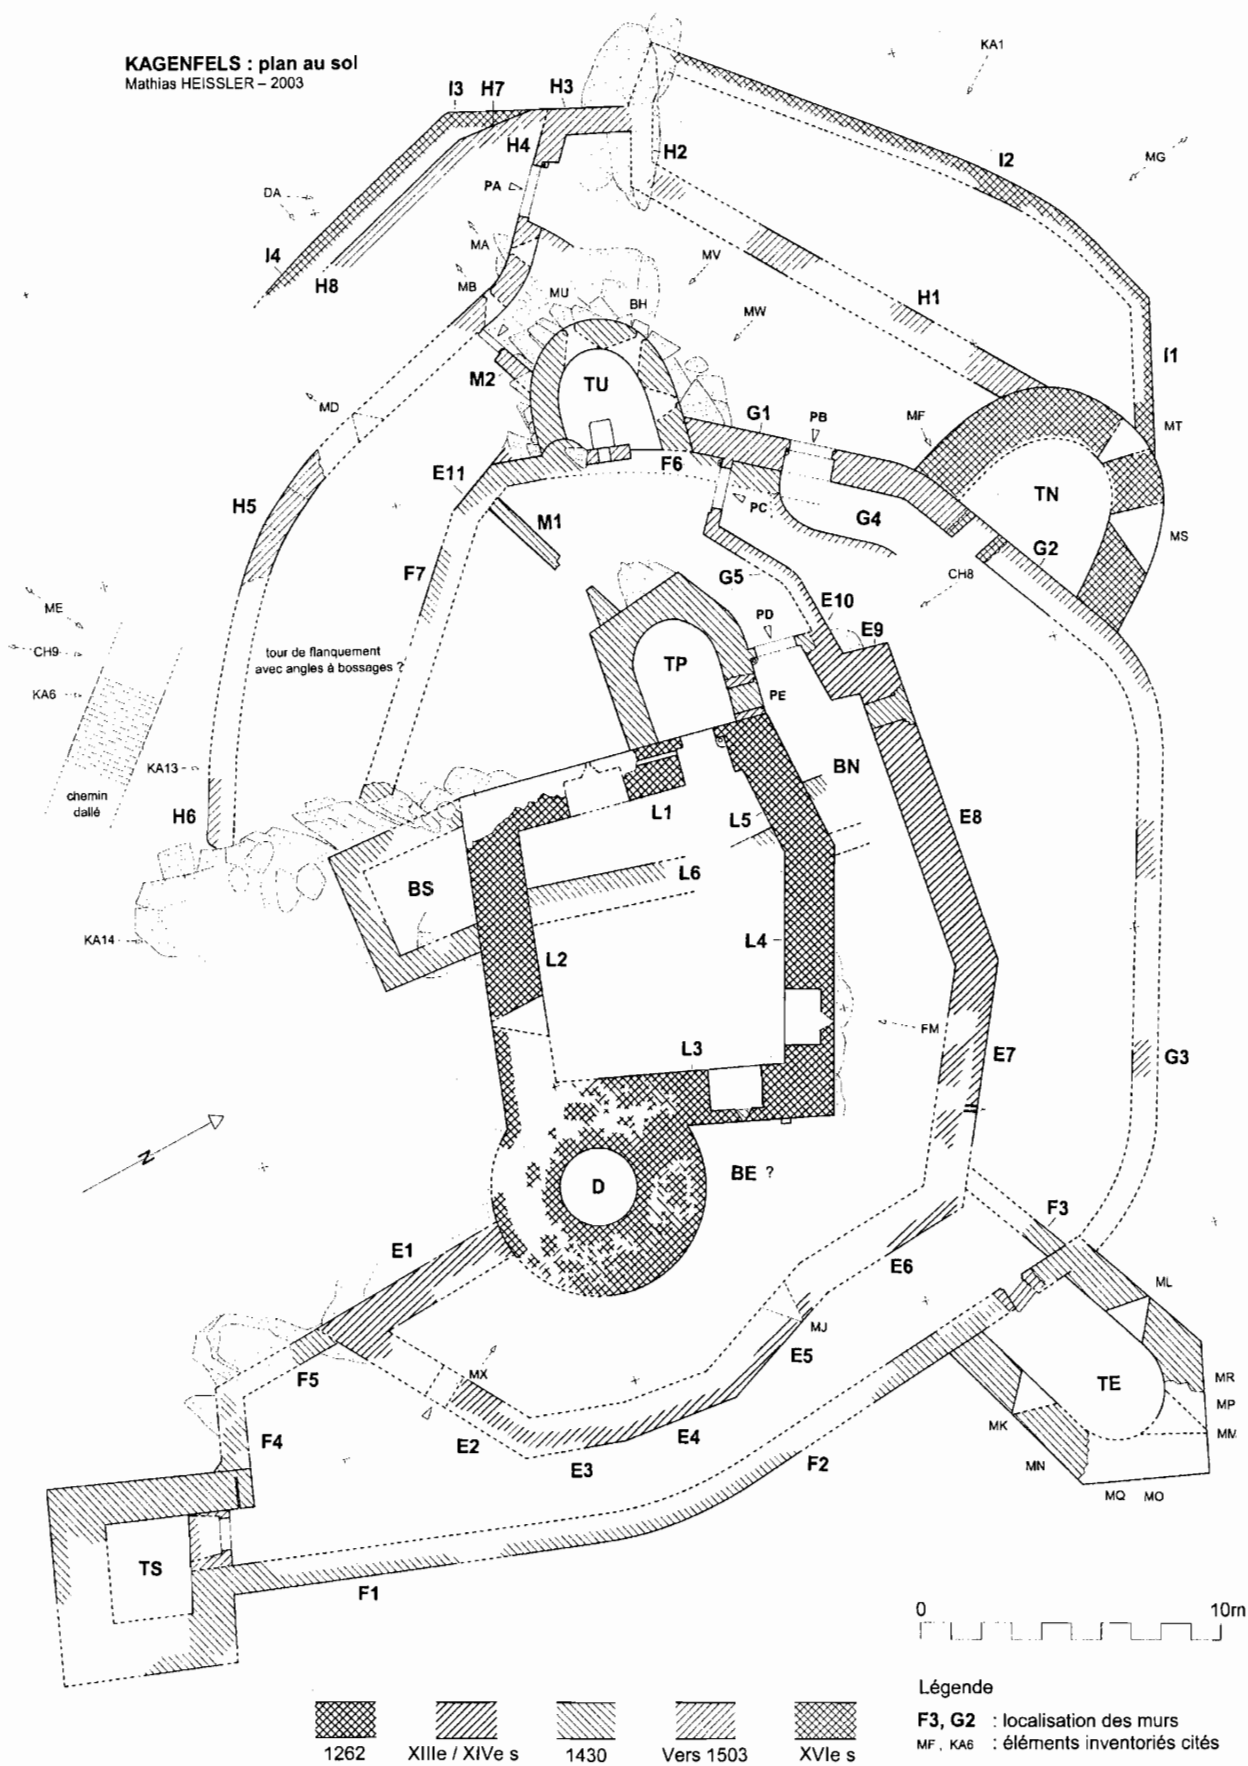 KAGENFELS : plan au sol
Mathias HEISSLER – 2003
KA1
I3 H7 H3
H4
H2
I2
MG
PA
DA
MA
MV
I4
H8
MB
MU
BH
MW
H1
I1
M2
TU
MD
G1
PB
MF
MT
E11
F6
TN
H5
M1
PC
G4
MS
F7
G2
G5
CH8
ME
E10
PD
E9
CH9
tour de flanquement
avec angles à bossages ?
TP
KA6
PE
KA13
BN
chemin
dallé
H6
L1
L5
E8
BS
L6
KA14
L4
L2
FM
L3
E7
G3
N
D
BE ?
F3
E1
E6
ML
MJ
F5
MX
E5
TE
MR
MP
MK
MM
F4
E2
E4
E3
F2
MN
MQ MO
TS
F1
0 10m
Légende
F3, G2 : localisation des murs
MF, KA6 : éléments inventoriés cités
1262 XIIIe / XIVe s 1430 Vers 1503 XVIe s